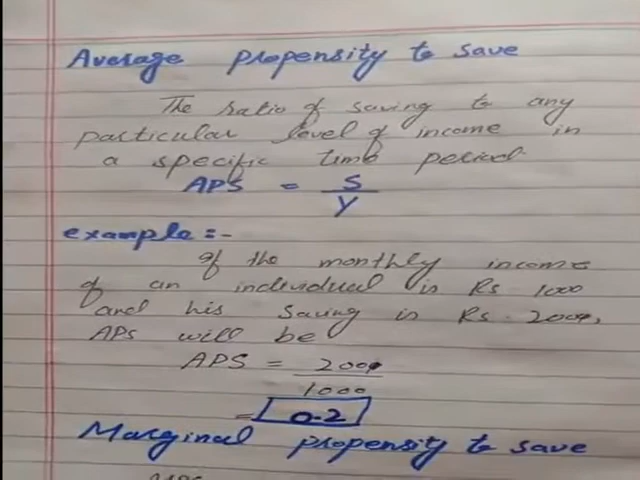 Average propensity to save
The ratio of saving to any
particular level of income in
a specific time period
APS = S
Y
example:-
If the monthly income
of an individual is Rs 1000
and his saving is Rs. 200,
APS will be
APS = 200
1000
= 0.2
Marginal propensity to save